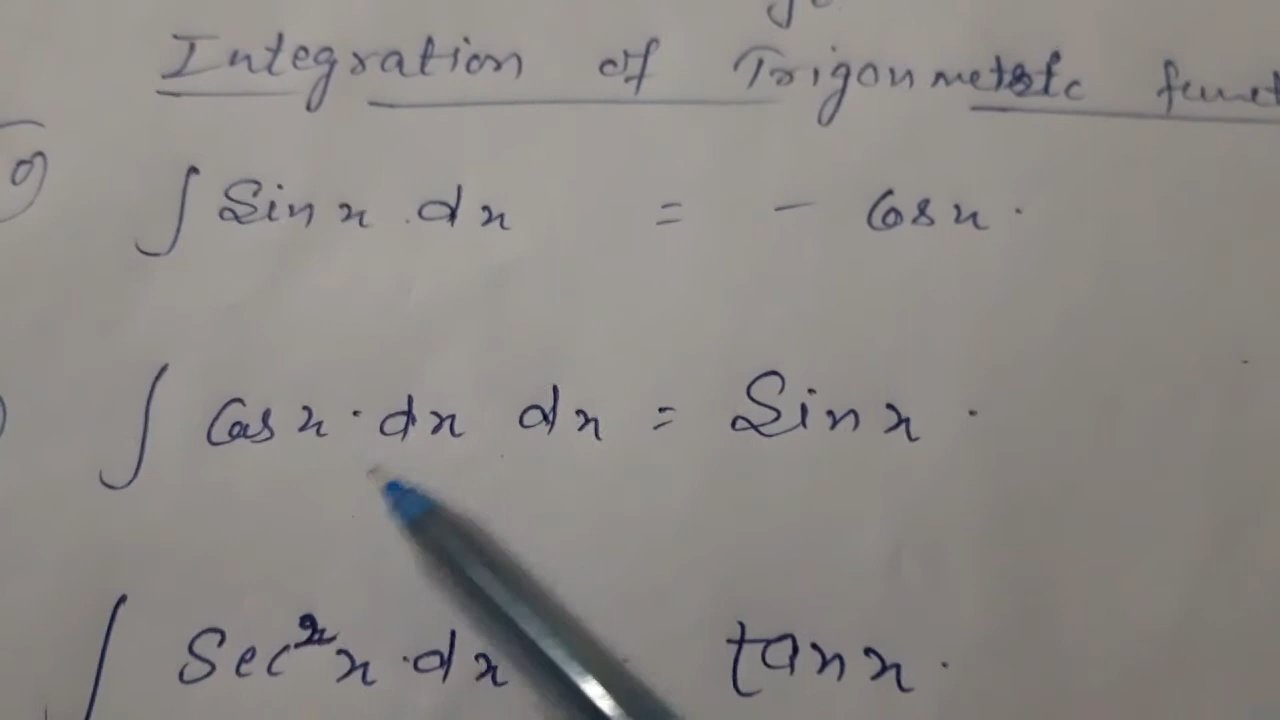 Integration of Trigonmetric funct
∫ Sin x . dx = - Cos x .
∫ Cos x . dx dx = Sin x .
∫ Sec²x . dx tan x .